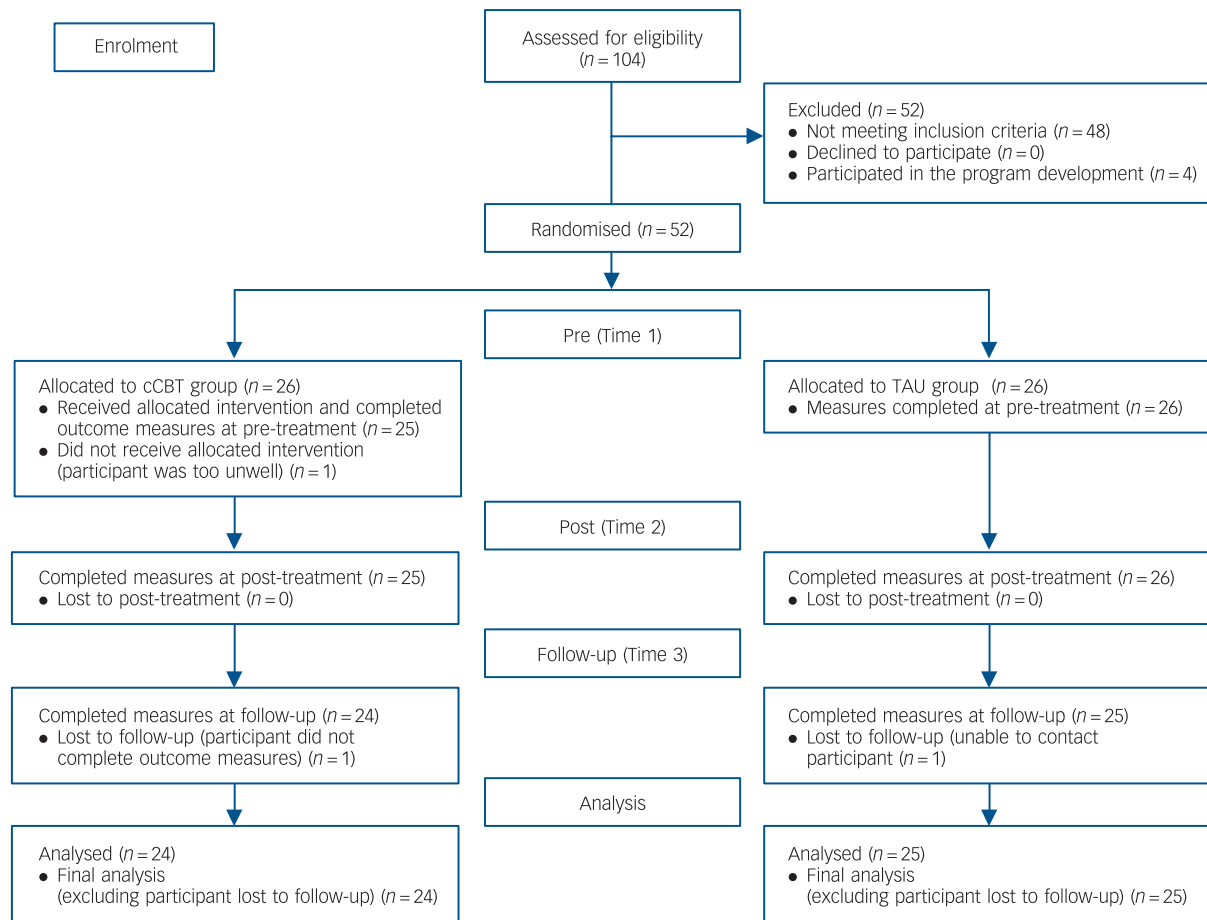 Enrolment
Assessed for eligibility
(n = 104)
Excluded (n = 52)
● Not meeting inclusion criteria (n = 48)
● Declined to participate (n = 0)
● Participated in the program development (n = 4)
Randomised (n = 52)
Pre (Time 1)
Allocated to cCBT group (n = 26)
● Received allocated intervention and completed
outcome measures at pre-treatment (n = 25)
● Did not receive allocated intervention
(participant was too unwell) (n = 1)
Allocated to TAU group (n = 26)
● Measures completed at pre-treatment (n = 26)
Post (Time 2)
Completed measures at post-treatment (n = 25)
● Lost to post-treatment (n = 0)
Completed measures at post-treatment (n = 26)
● Lost to post-treatment (n = 0)
Follow-up (Time 3)
Completed measures at follow-up (n = 24)
● Lost to follow-up (participant did not
complete outcome measures) (n = 1)
Completed measures at follow-up (n = 25)
● Lost to follow-up (unable to contact
participant (n = 1)
Analysis
Analysed (n = 24)
● Final analysis
(excluding participant lost to follow-up) (n = 24)
Analysed (n = 25)
● Final analysis
(excluding participant lost to follow-up) (n = 25)